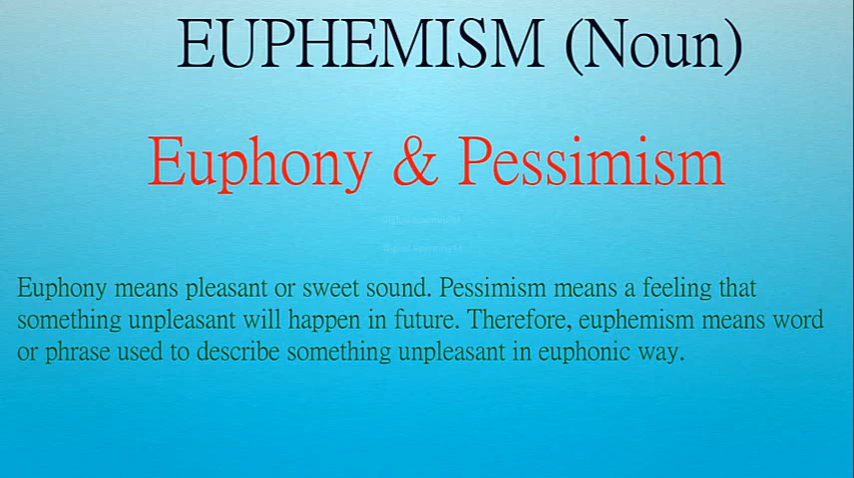 EUPHEMISM (Noun)
Euphony & Pessimism
Euphony means pleasant or sweet sound. Pessimism means a feeling that
something unpleasant will happen in future. Therefore, euphemism means word
or phrase used to describe something unpleasant in euphonic way.